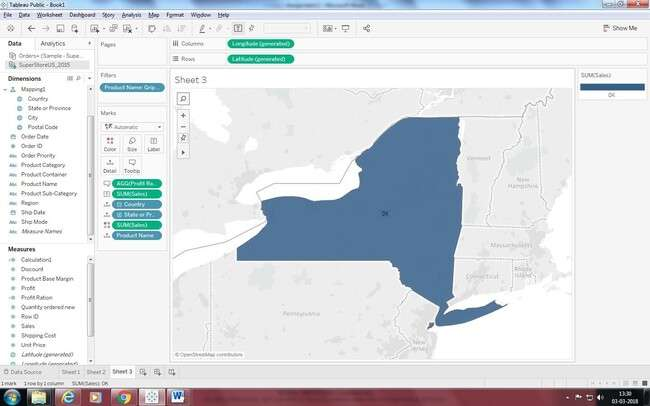 Tableau Public - Book1
File Data Worksheet Dashboard Story Analysis Map Format Window Help
Show Me
Data Analytics
Orders+ (Sample - Supe...
SuperStoreUS_2015
Dimensions
Mapping1
Country
State or Province
City
Postal Code
Order Date
Order ID
Order Priority
Product Category
Product Container
Product Name
Product Sub-Category
Region
Ship Date
Ship Mode
Measure Names
Measures
Calculation1
Discount
Product Base Margin
Profit
Profit Ration
Quantity ordered new
Row ID
Sales
Shipping Cost
Unit Price
Latitude (generated)
Longitude (generated)
Pages
Filters
Product Name: Grip...
Marks
Automatic
Color Size Label
Detail Tooltip
AGG(Profit Ra...
SUM(Sales)
Country
State or Pr...
SUM(Sales)
Product Name
Columns Longitude (generated)
Rows Latitude (generated)
Sheet 3
Vermont
New Hampshire
Massachusetts
Connecticut
Rhode Island
Pennsylvania
New Jersey
0K
© OpenStreetMap contributors
SUM(Sales)
0K
Data Source Sheet 1 Sheet 2 Sheet 3
1 mark 1 row by 1 column SUM(Sales): 0K
13:30
03-03-2018